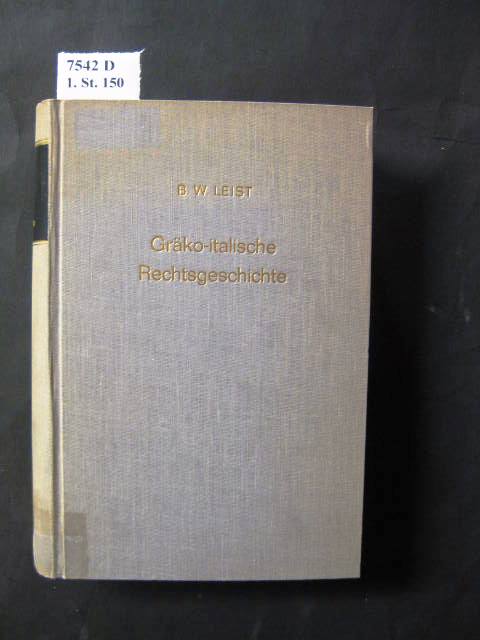 7542 D
1. St. 150
B W LEIST
Gräko-italische
Rechtsgeschichte